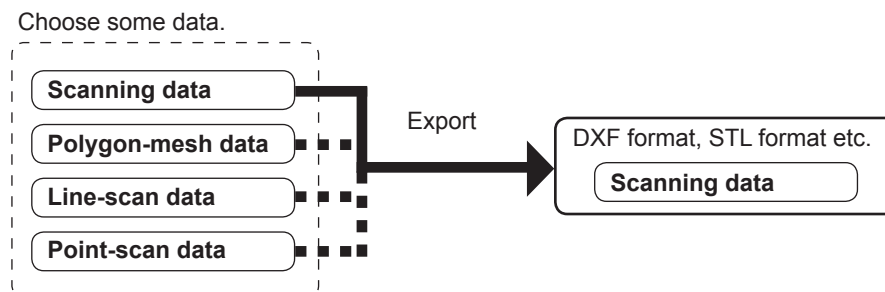 Choose some data.
Scanning data
Polygon-mesh data
Line-scan data
Point-scan data
Export
DXF format, STL format etc.
Scanning data